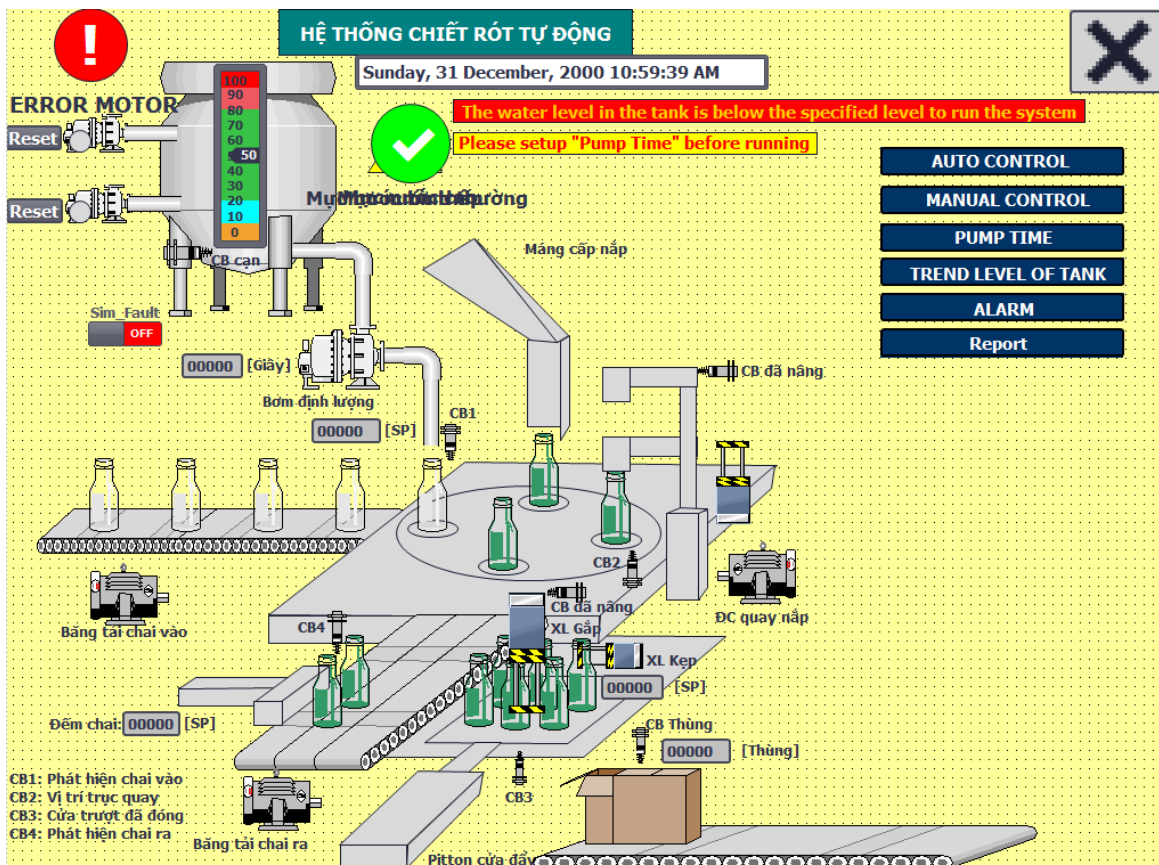 HỆ THỐNG CHIẾT RÓT TỰ ĐỘNG
Sunday, 31 December, 2000 10:59:39 AM
ERROR MOTOR
The water level in the tank is below the specified level to run the system
Please setup "Pump Time" before running
Reset
Reset
100
90
80
70
60
50
40
30
20
10
0
AUTO CONTROL
MANUAL CONTROL
PUMP TIME
TREND LEVEL OF TANK
ALARM
Report
CB cạn
Máng cấp nắp
Sim_Fault
OFF
00000 [Giây]
Bơm định lượng
00000 [SP]
CB1
CB đã nâng
CB2
Băng tải chai vào
CB4
CB đã nâng
XL Gắp
ĐC quay nắp
XL Kẹp
00000 [SP]
Đếm chai: 00000 [SP]
CB Thùng
00000 [Thùng]
CB3
CB1: Phát hiện chai vào
CB2: Vị trí trục quay
CB3: Cửa trượt đã đóng
CB4: Phát hiện chai ra
Băng tải chai ra
Pitton cửa đẩy